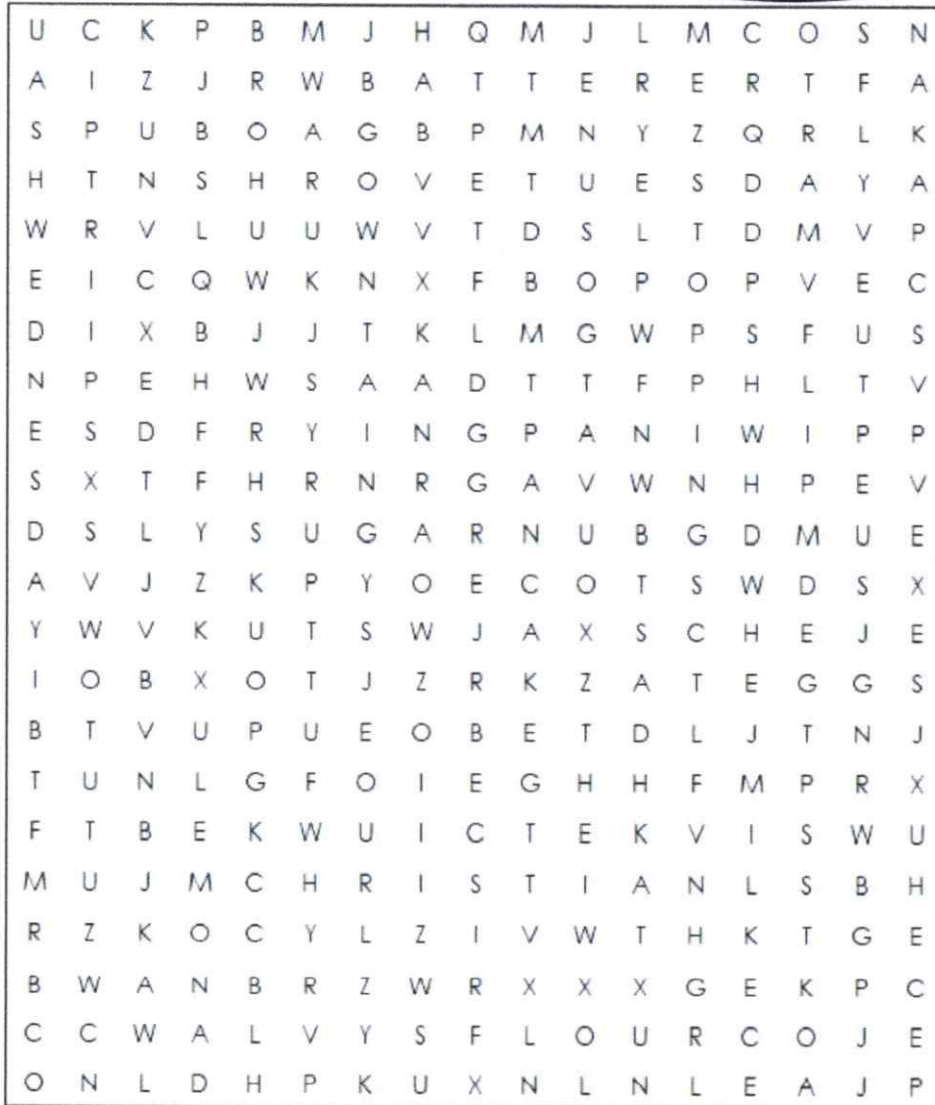 U C K P B M J H Q M J L M C O S N
A I Z J R W B A T T E R E R T F A
S P U B O A G B P M N Y Z Q R L K
H T N S H R O V E T U E S D A Y A
W R V L U U W V T D S L T D M V P
E I C Q W K N X F B O P O P V E C
D I X B J J T K L M G W P S F U S
N P E H W S A A D T T F P H L T V
E S D F R Y I N G P A N I W I P P
S X T F H R N R G A V W N H P E V
D S L Y S U G A R N U B G D M U E
A V J Z K P Y O E C O T S W D S X
Y W V K U T S W J A X S C H E J E
I O B X O T J Z R K Z A T E G G S
B T V U P U E O B E T D L J T N J
T U N L G F O I E G H H F M P R X
F T B E K W U I C T E K V I S W U
M U J M C H R I S T I A N L S B H
R Z K O C Y L Z I V W T H K T G E
B W A N B R Z W R X X X G E K P C
C C W A L V Y S F L O U R C O J E
O N L D H P K U X N L N L E A J P